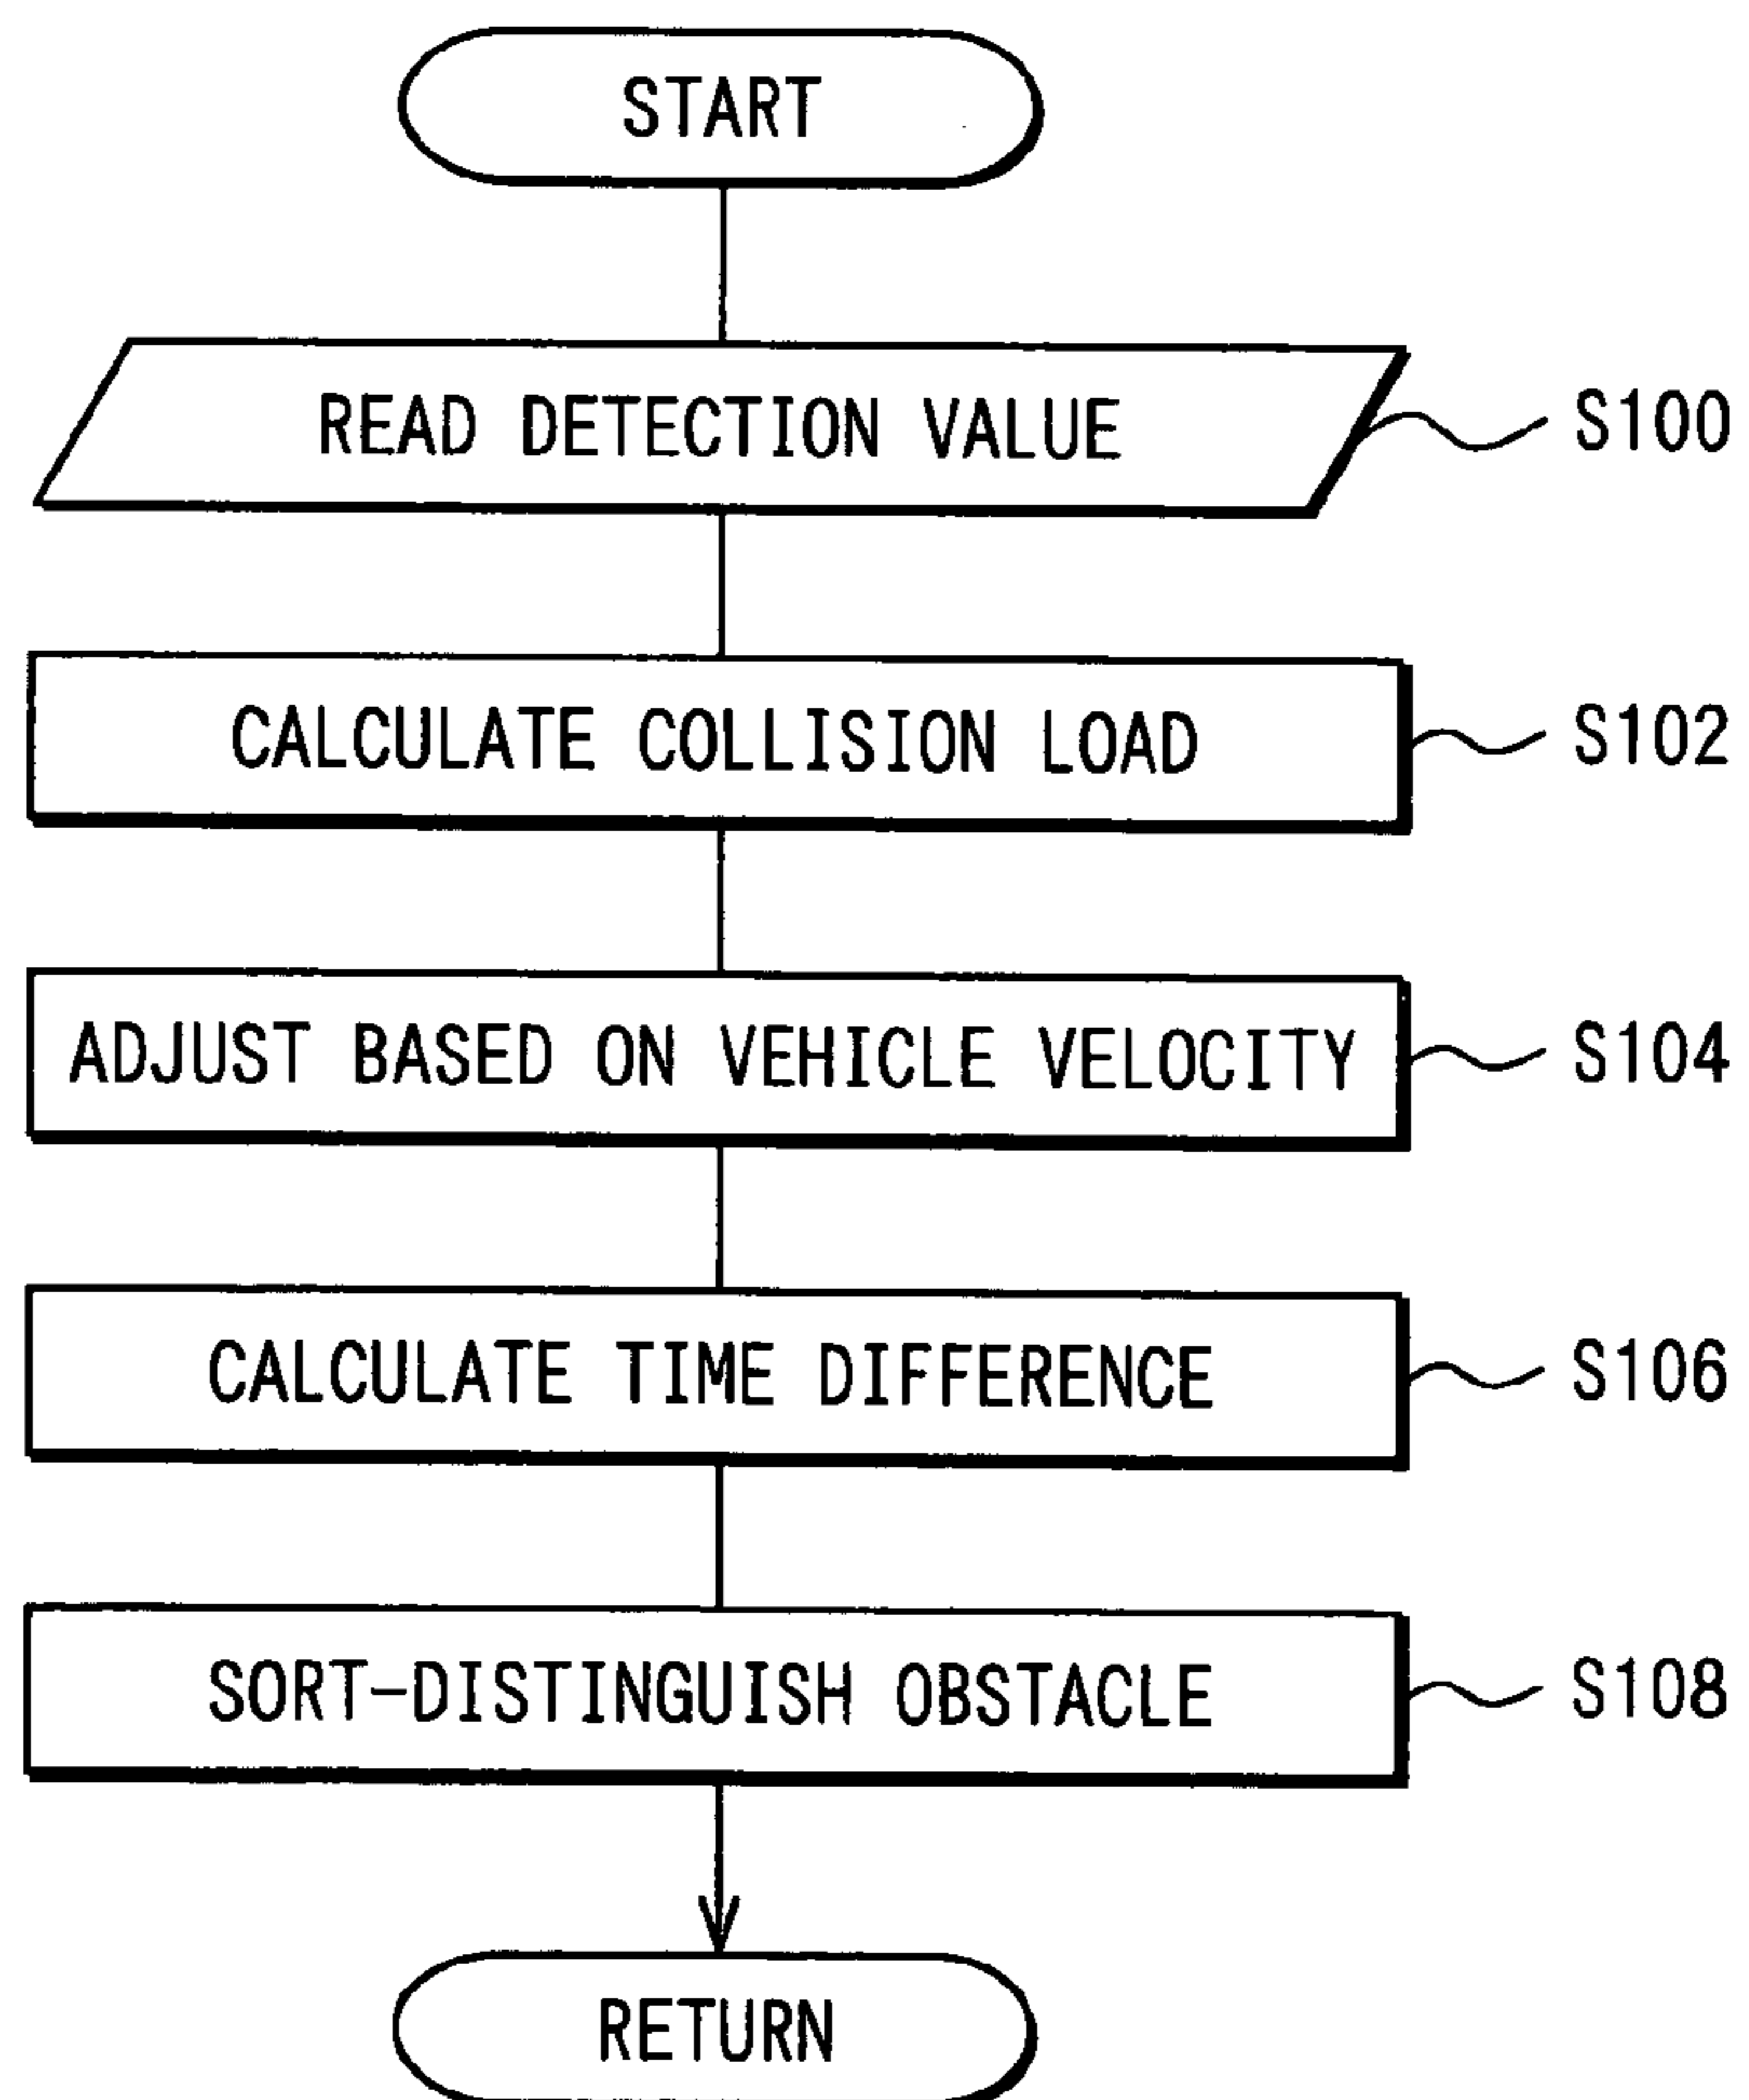 START
READ DETECTION VALUE
S100
CALCULATE COLLISION LOAD
S102
ADJUST BASED ON VEHICLE VELOCITY
S104
CALCULATE TIME DIFFERENCE
S106
SORT-DISTINGUISH OBSTACLE
S108
RETURN